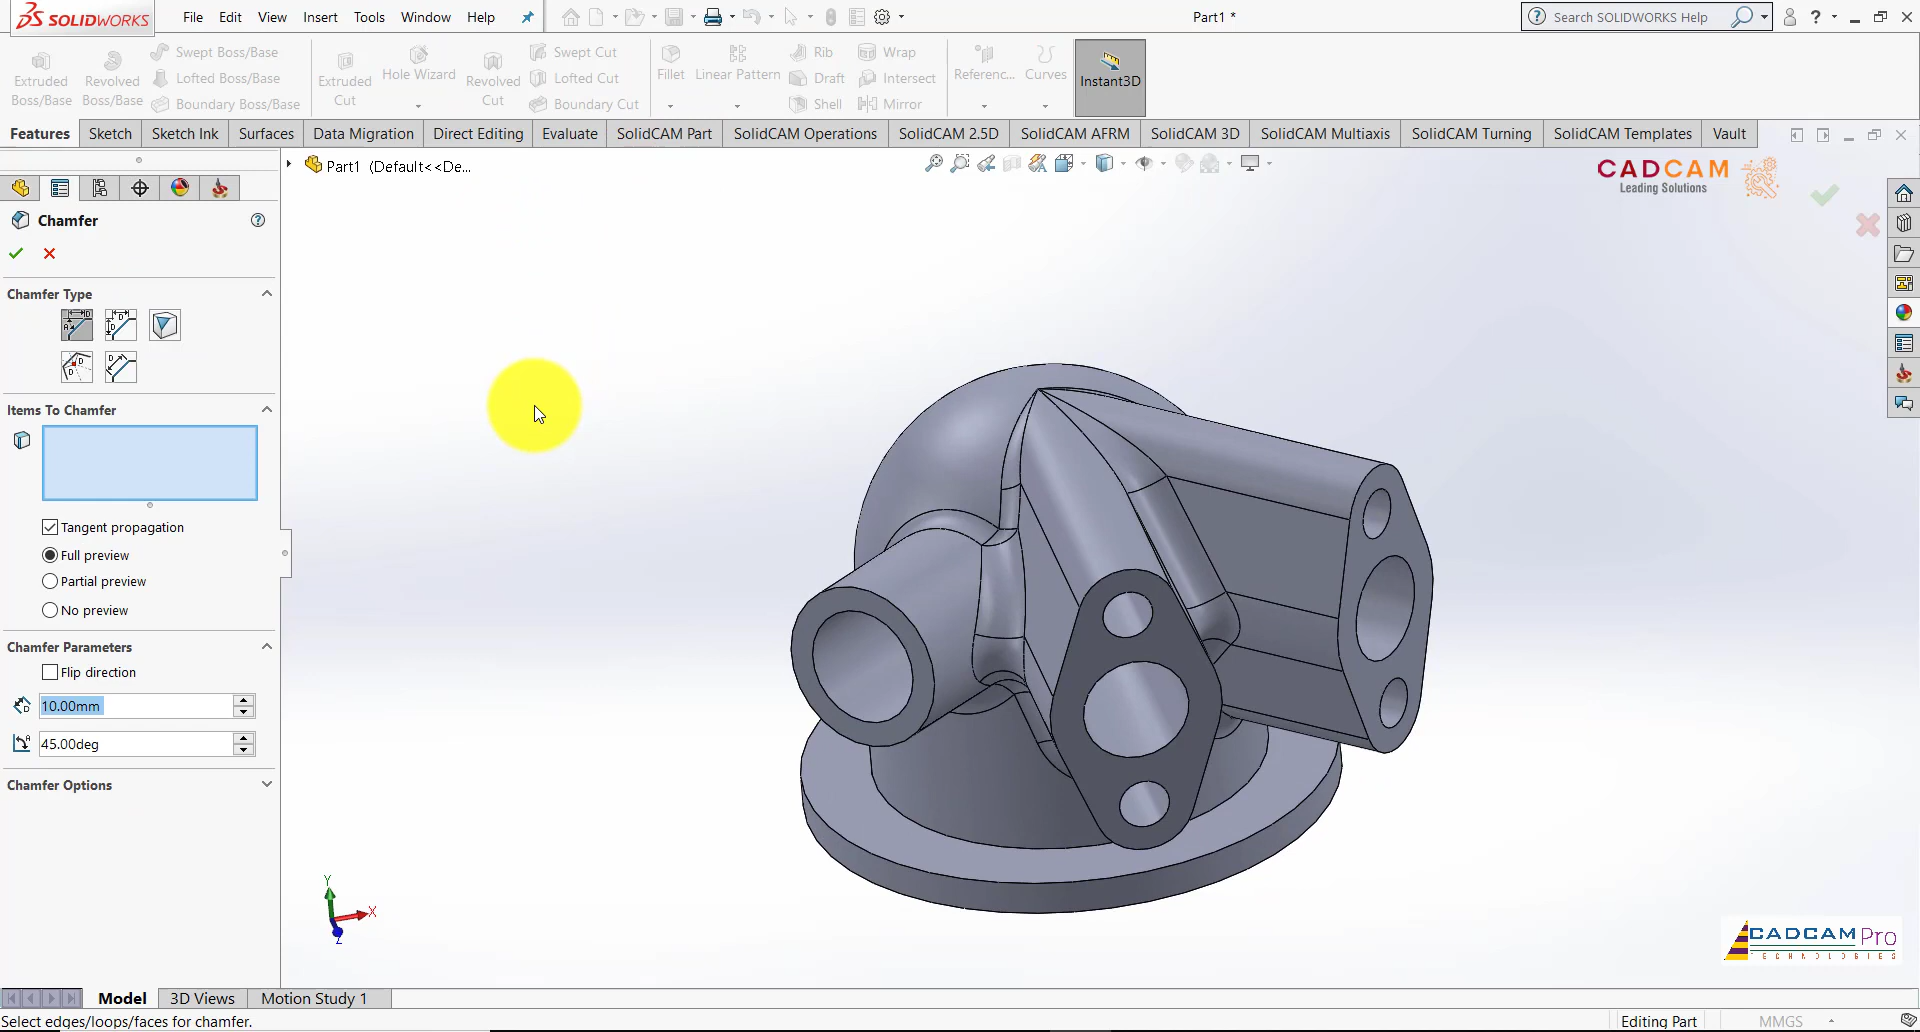 SOLIDWORKS File Edit View Insert Tools Window Help Part1 * Search SOLIDWORKS Help ?
Extruded Boss/Base
Revolved Boss/Base
Swept Boss/Base
Lofted Boss/Base
Boundary Boss/Base
Extruded Cut
Hole Wizard
Revolved Cut
Swept Cut
Lofted Cut
Boundary Cut
Fillet
Linear Pattern
Rib
Draft
Shell
Wrap
Intersect
Mirror
Referenc...
Curves
Instant3D
Features Sketch Sketch Ink Surfaces Data Migration Direct Editing Evaluate SolidCAM Part SolidCAM Operations SolidCAM 2.5D SolidCAM AFRM SolidCAM 3D SolidCAM Multiaxis SolidCAM Turning SolidCAM Templates Vault
Part1 (Default<<De...
CADCAM
Leading Solutions
Chamfer
Chamfer Type
Items To Chamfer
Tangent propagation
Full preview
Partial preview
No preview
Chamfer Parameters
Flip direction
10.00mm
45.00deg
Chamfer Options
Y
X
Z
CADCAM Pro
TECHNOLOGIES
Model 3D Views Motion Study 1
Select edges/loops/faces for chamfer. Editing Part MMGS